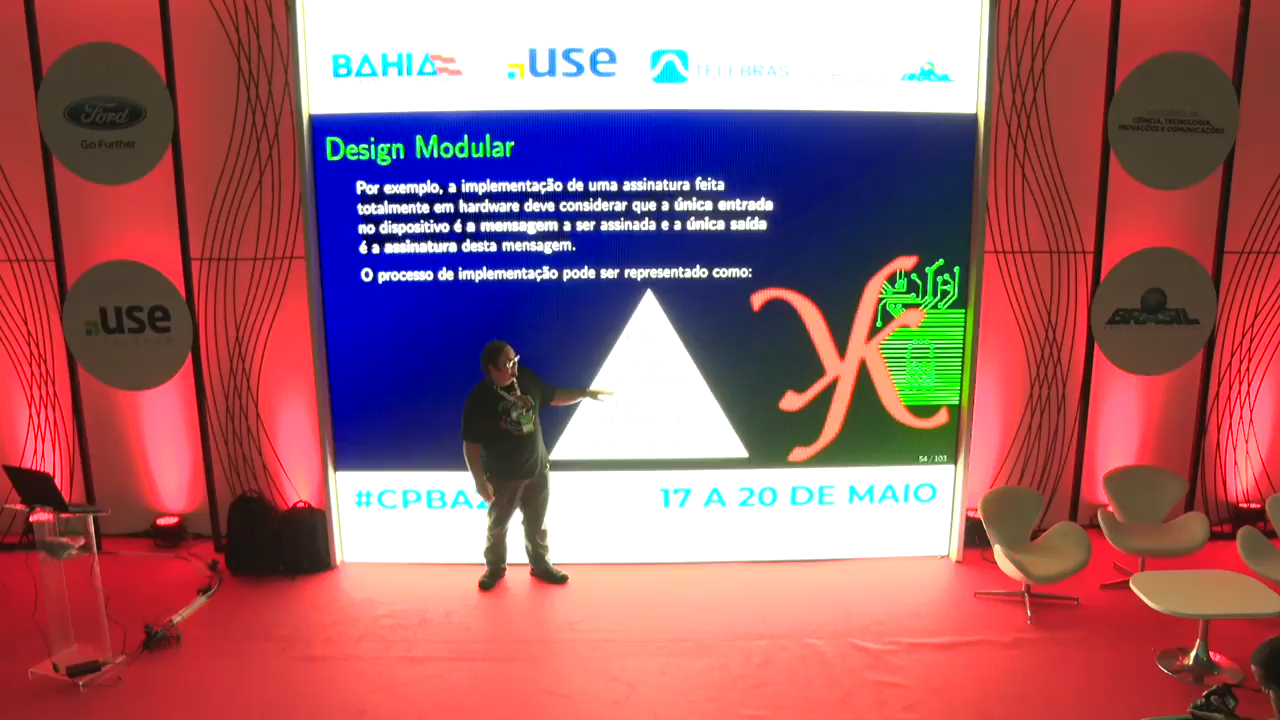 BAHIA
use
TELEBRAS
Ford
Go Further
CIÊNCIA, TECNOLOGIA,
INOVAÇÕES E COMUNICAÇÕES
Design Modular
Por exemplo, a implementação de uma assinatura feita
totalmente em hardware deve considerar que a única entrada
no dispositivo é a mensagem a ser assinada e a única saída
é a assinatura desta mensagem.
O processo de implementação pode ser representado como:
use
TELECOM
BRASIL
54 / 103
#CPBA
17 A 20 DE MAIO